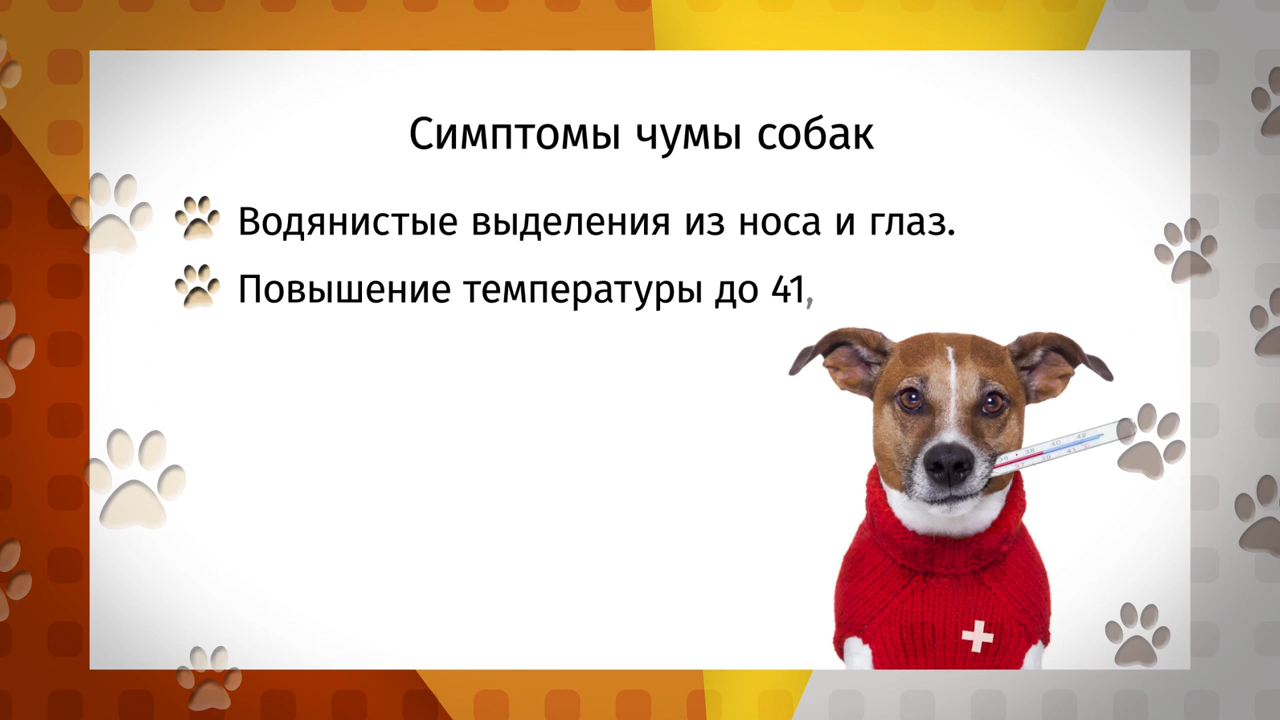 Симптомы чумы собак
Водянистые выделения из носа и глаз.
Повышение температуры до 41,